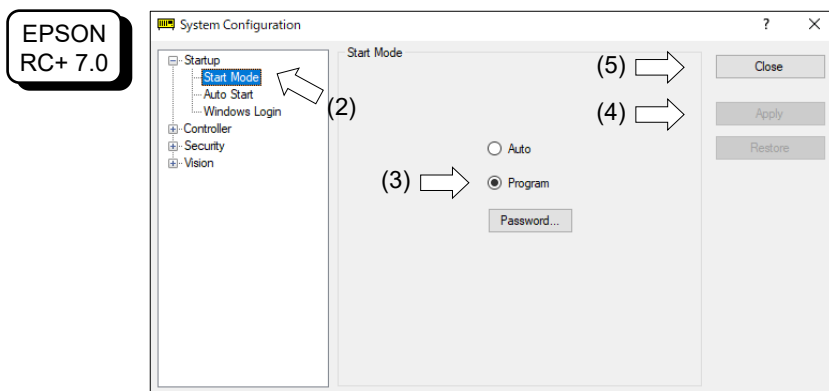 EPSON
RC+ 7.0
System Configuration
?
Startup
Start Mode
Auto Start
Windows Login
Controller
Security
Vision
(2)
Start Mode
Auto
(3)
Program
Password...
(5)
Close
(4)
Apply
Restore